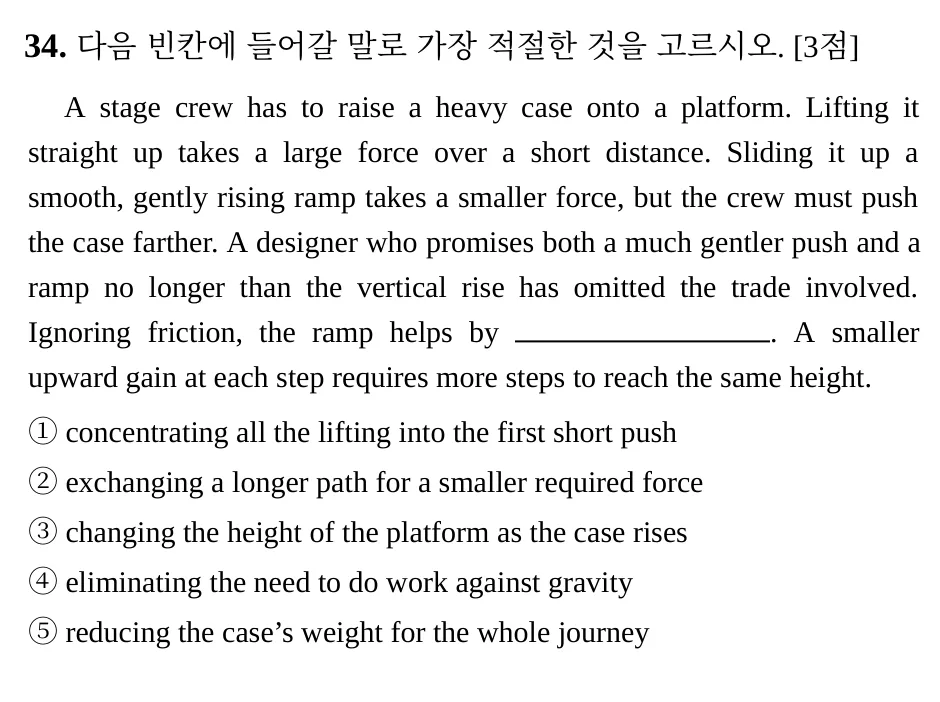 34. 다음 빈칸에 들어갈 말로 가장 적절한 것을 고르시오. [3점]
A stage crew has to raise a heavy case onto a platform. Lifting it
straight up takes a large force over a short distance. Sliding it up a
smooth, gently rising ramp takes a smaller force, but the crew must push
the case farther. A designer who promises both a much gentler push and a
ramp no longer than the vertical rise has omitted the trade involved.
Ignoring friction, the ramp helps by ________________. A smaller
upward gain at each step requires more steps to reach the same height.
① concentrating all the lifting into the first short push
② exchanging a longer path for a smaller required force
③ changing the height of the platform as the case rises
④ eliminating the need to do work against gravity
⑤ reducing the case’s weight for the whole journey